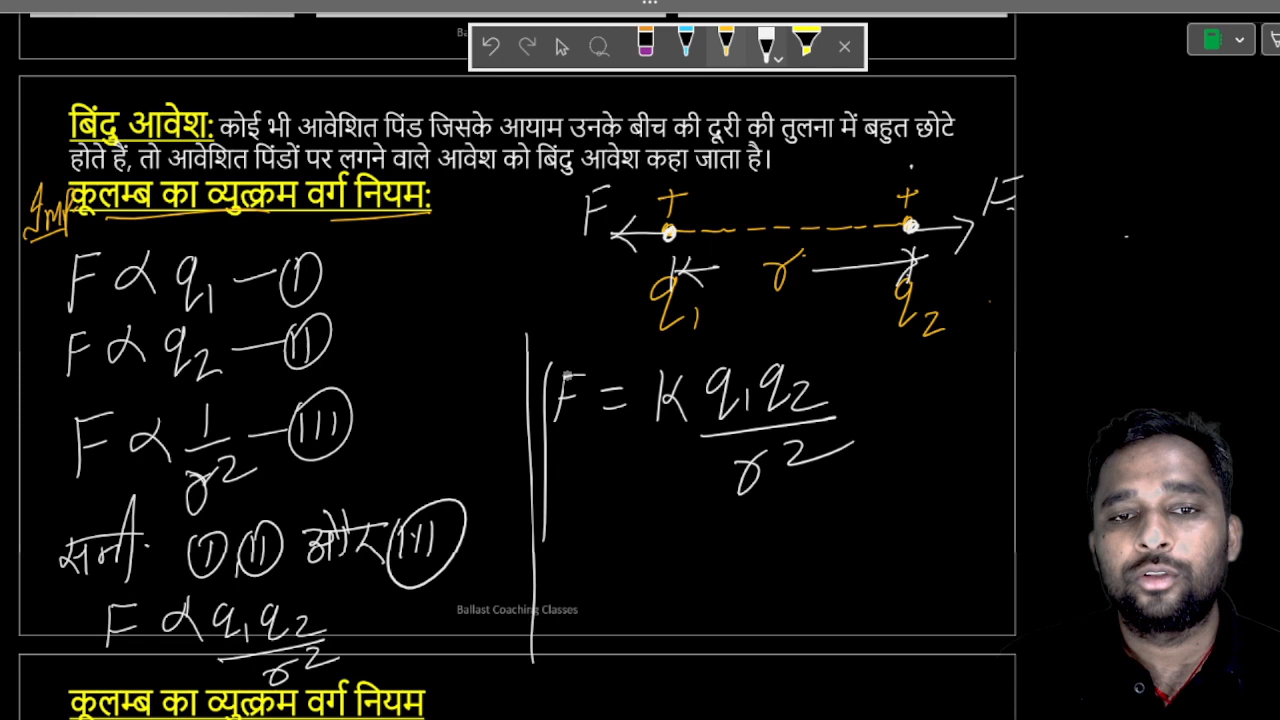 बिंदु आवेश: कोई भी आवेशित पिंड जिसके आयाम उनके बीच की दूरी की तुलना में बहुत छोटे
होते हैं, तो आवेशित पिंडों पर लगने वाले आवेश को बिंदु आवेश कहा जाता है।
Imp कूलम्ब का व्युत्क्रम वर्ग नियम:
F + + F
r
q1 q2
F ∝ q1 — (I)
F ∝ q2 — (II)
F ∝ 1/r2 — (III)
समी. (I), (II) और (III)
F ∝ q1q2/r2
F = K q1q2/r2
Ballast Coaching Classes
कूलम्ब का व्युत्क्रम वर्ग नियम